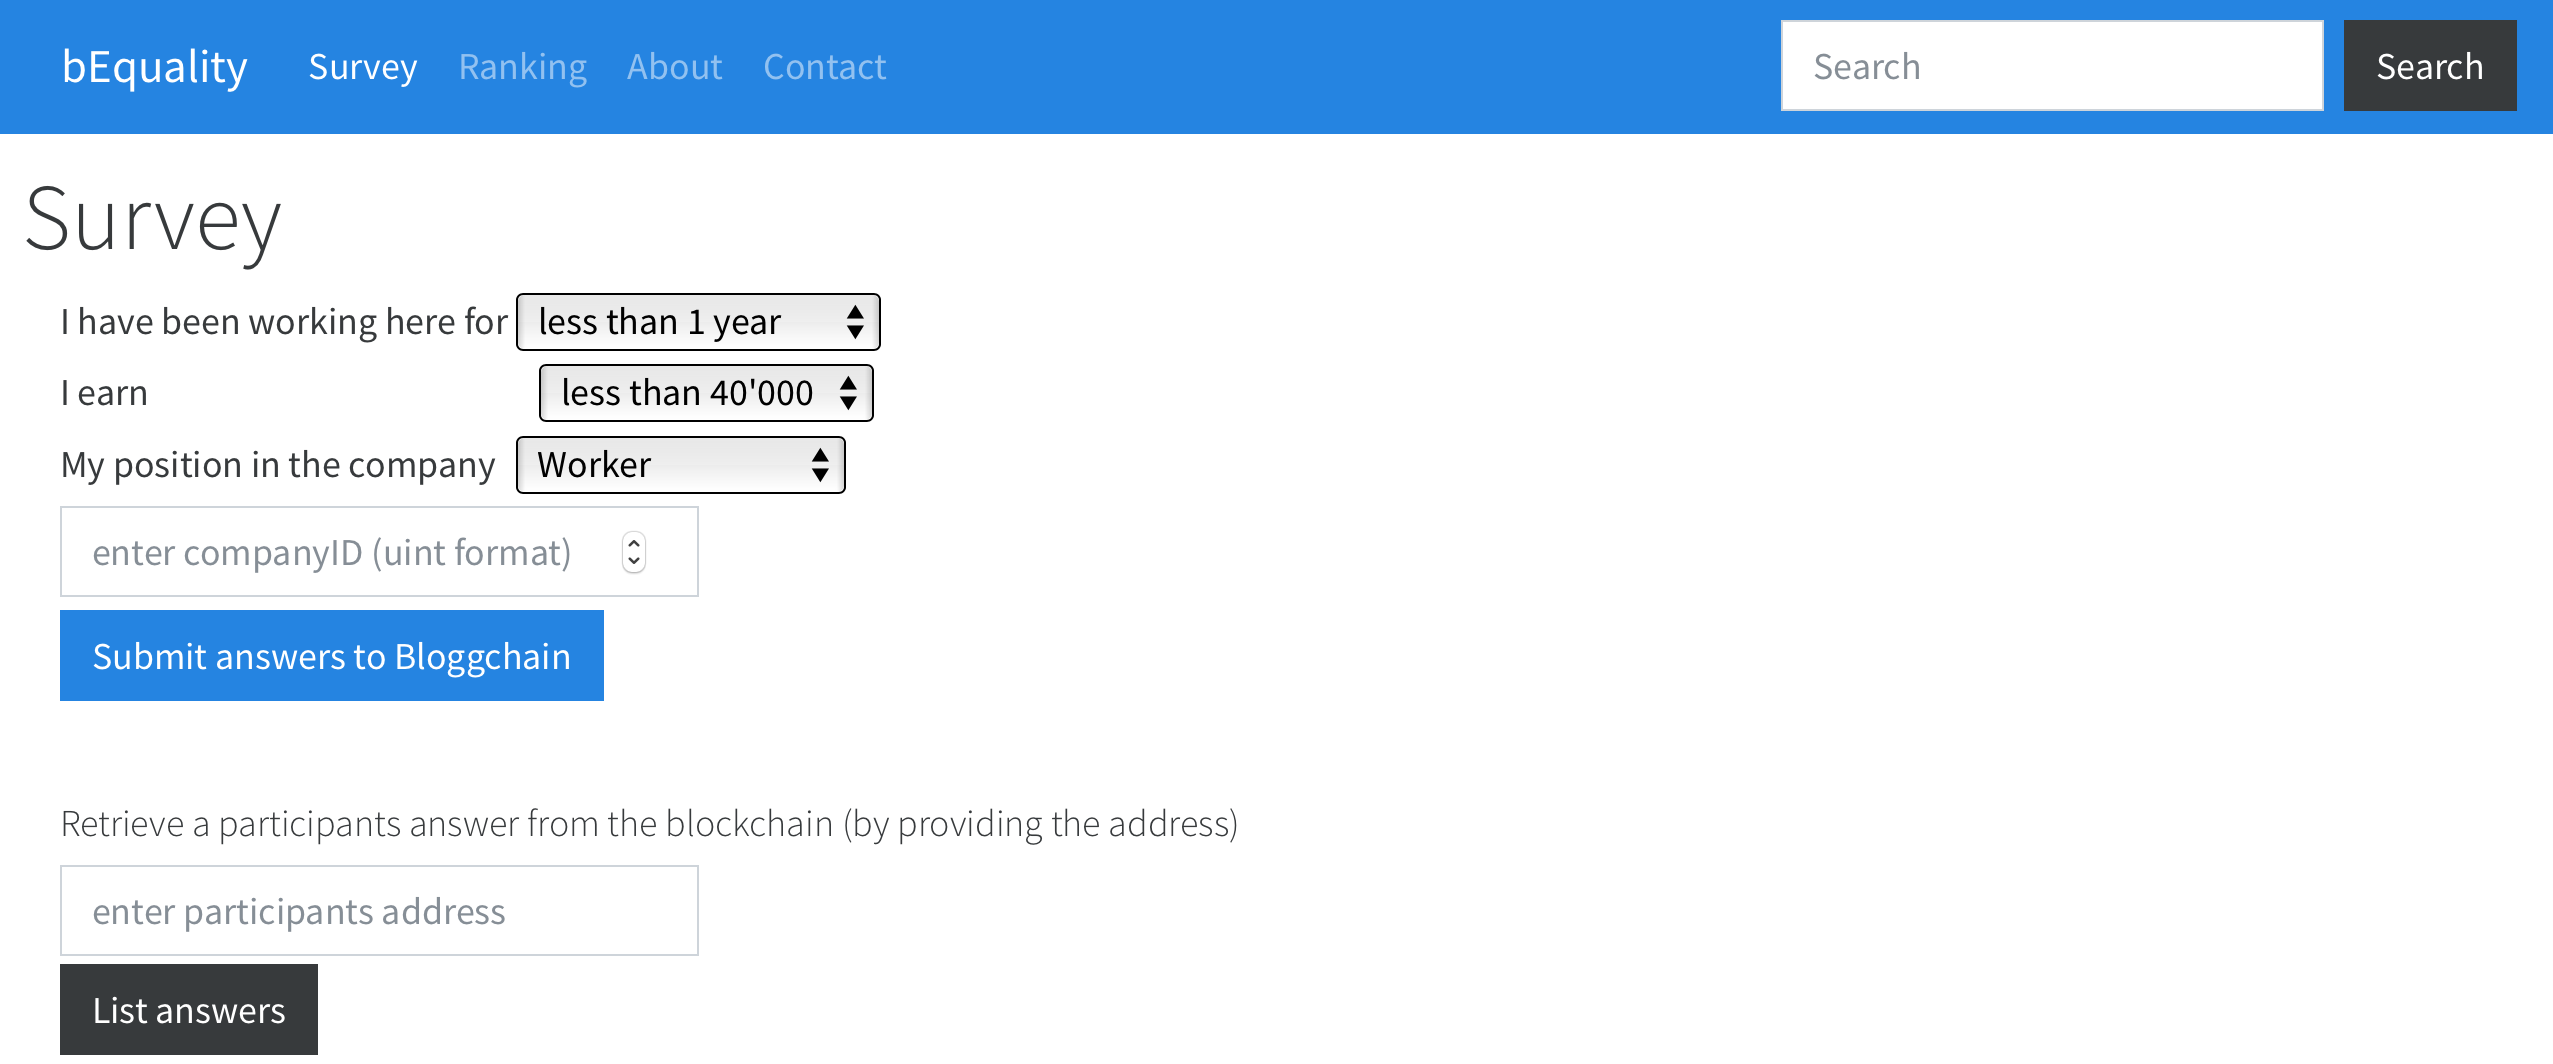 bEquality Survey Ranking About Contact Search Search
Survey
I have been working here for less than 1 year
I earn less than 40'000
My position in the company Worker
enter companyID (uint format)
Submit answers to Bloggchain
Retrieve a participants answer from the blockchain (by providing the address)
enter participants address
List answers